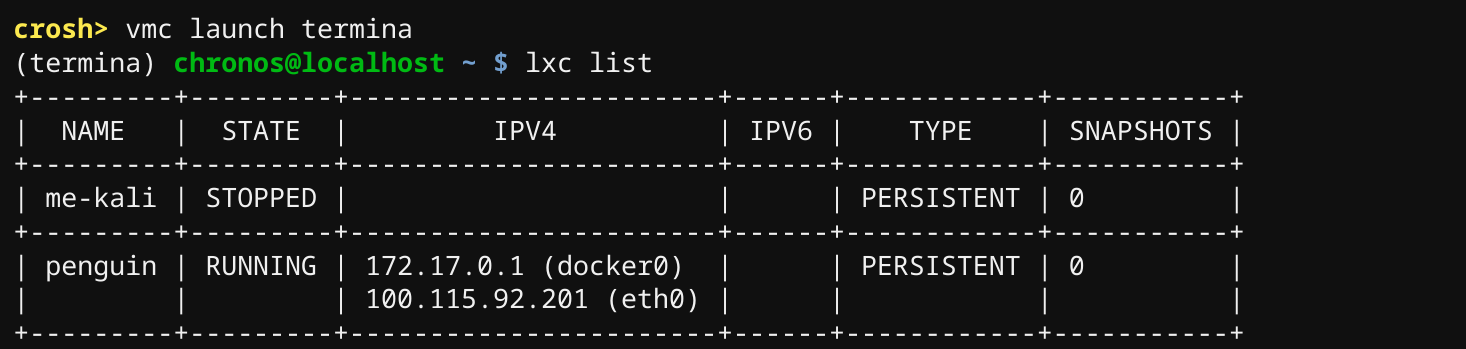 crosh> vmc launch termina
(termina) chronos@localhost ~ $ lxc list
+---------+---------+-----------------------+------+------------+-----------+
|  NAME   |  STATE  |         IPV4          | IPV6 |    TYPE    | SNAPSHOTS |
+---------+---------+-----------------------+------+------------+-----------+
| me-kali | STOPPED |                       |      | PERSISTENT | 0         |
+---------+---------+-----------------------+------+------------+-----------+
| penguin | RUNNING | 172.17.0.1 (docker0)  |      | PERSISTENT | 0         |
|         |         | 100.115.92.201 (eth0) |      |            |           |
+---------+---------+-----------------------+------+------------+-----------+